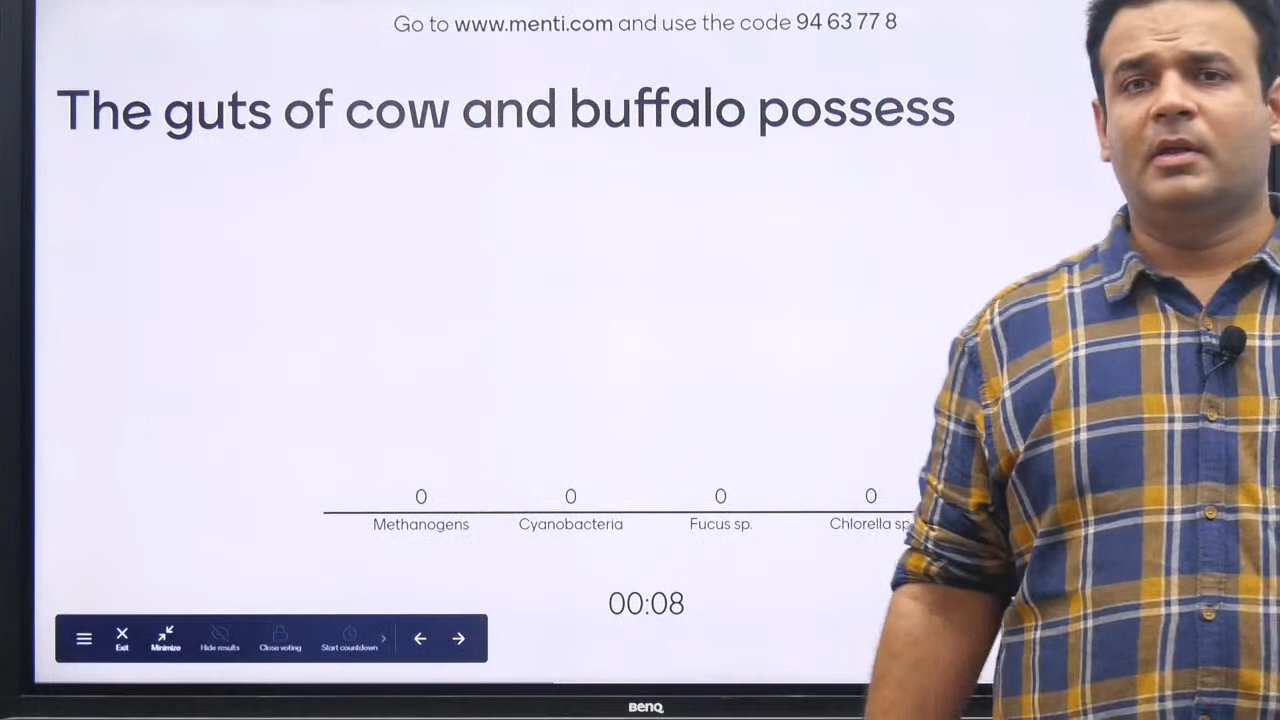 Go to www.menti.com and use the code 94 63 77 8
The guts of cow and buffalo possess
0 0 0 0
Methanogens Cyanobacteria Fucus sp. Chlorella sp
00:08
Exit Minimize Hide results Close voting Start countdown
BenQ